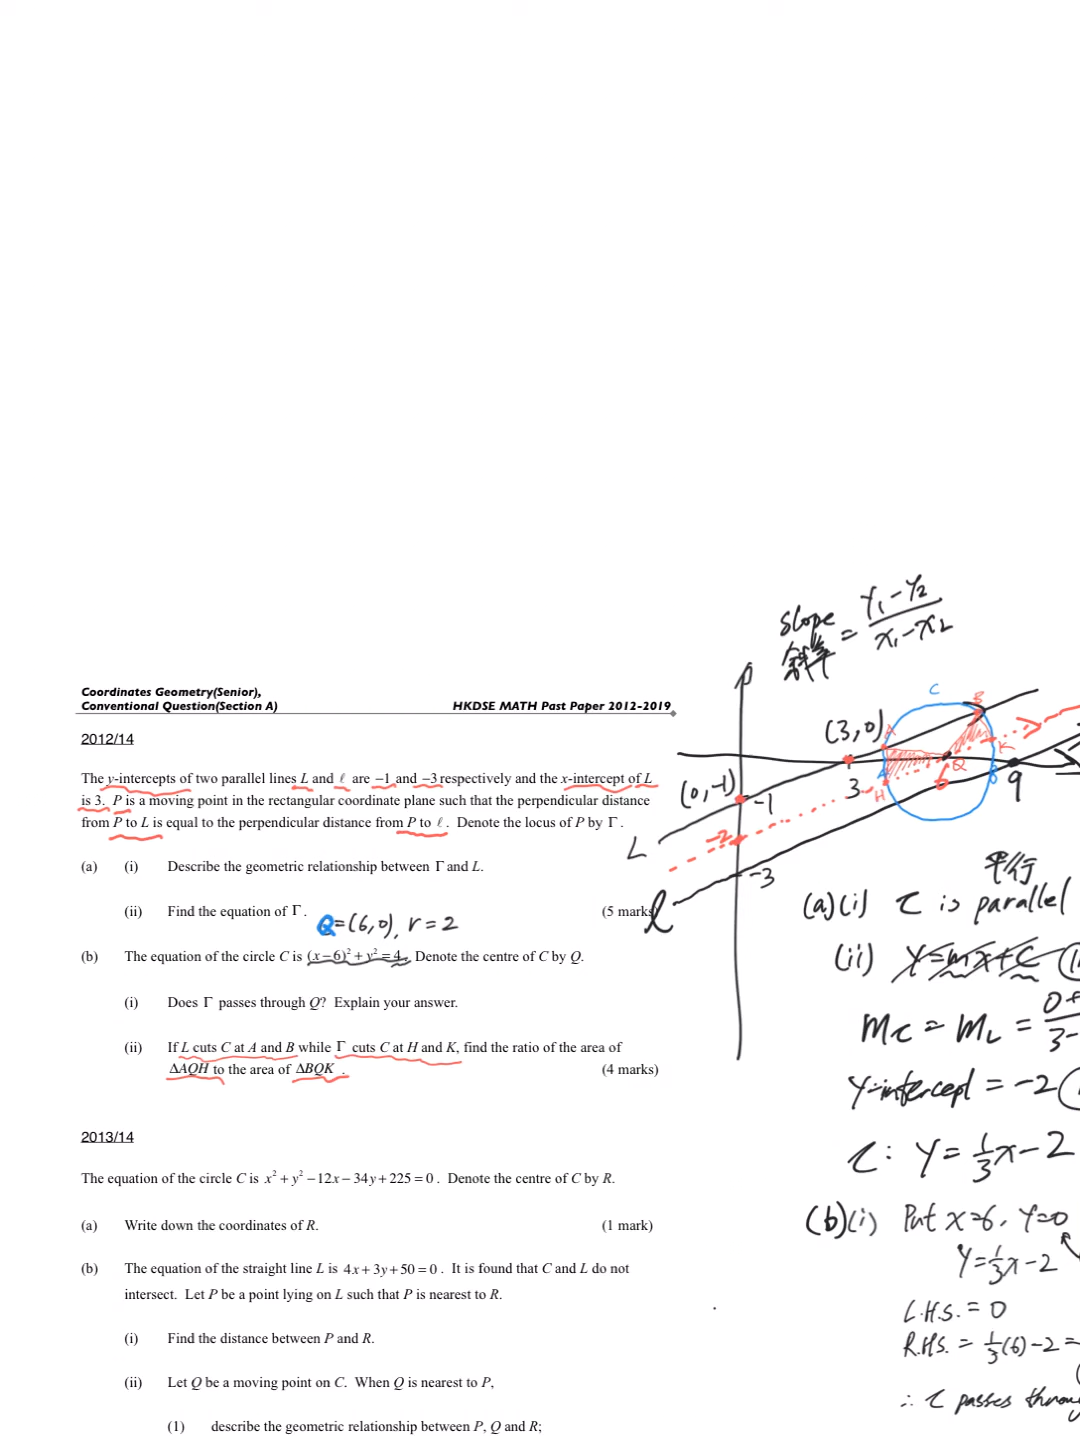 Coordinates Geometry(Senior),
Conventional Question(Section A)
HKDSE MATH Past Paper 2012-2019
2012/14
The y-intercepts of two parallel lines L and ℓ are −1 and −3 respectively and the x-intercept of L
is 3. P is a moving point in the rectangular coordinate plane such that the perpendicular distance
from P to L is equal to the perpendicular distance from P to ℓ. Denote the locus of P by Γ.
(a) (i) Describe the geometric relationship between Γ and L.
(ii) Find the equation of Γ. (5 marks)
Q=(6,0), r=2
(b) The equation of the circle C is (x−6)²+y²=4. Denote the centre of C by Q.
(i) Does Γ passes through Q? Explain your answer.
(ii) If L cuts C at A and B while Γ cuts C at H and K, find the ratio of the area of
ΔAQH to the area of ΔBQK. (4 marks)
2013/14
The equation of the circle C is x²+y²−12x−34y+225=0. Denote the centre of C by R.
(a) Write down the coordinates of R. (1 mark)
(b) The equation of the straight line L is 4x+3y+50=0. It is found that C and L do not
intersect. Let P be a point lying on L such that P is nearest to R.
(i) Find the distance between P and R.
(ii) Let Q be a moving point on C. When Q is nearest to P,
(1) describe the geometric relationship between P, Q and R;
slope
斜率 = (y₁-y₂)/(x₁-x₂)
C
B
(3,0)
A
K
Q
(0,-1)
-1
3
H
6
9
-2
L
-3
ℓ
平行
(a)(i) τ is parallel
(ii) y=mx+c
mτ = mL =
y-intercept = -2
τ: y=1/3x-2
(b)(i) Put x=6, y=0
y=1/3x-2
L.H.S.=0
R.H.S. = 1/3(6)-2=
∴ τ passes